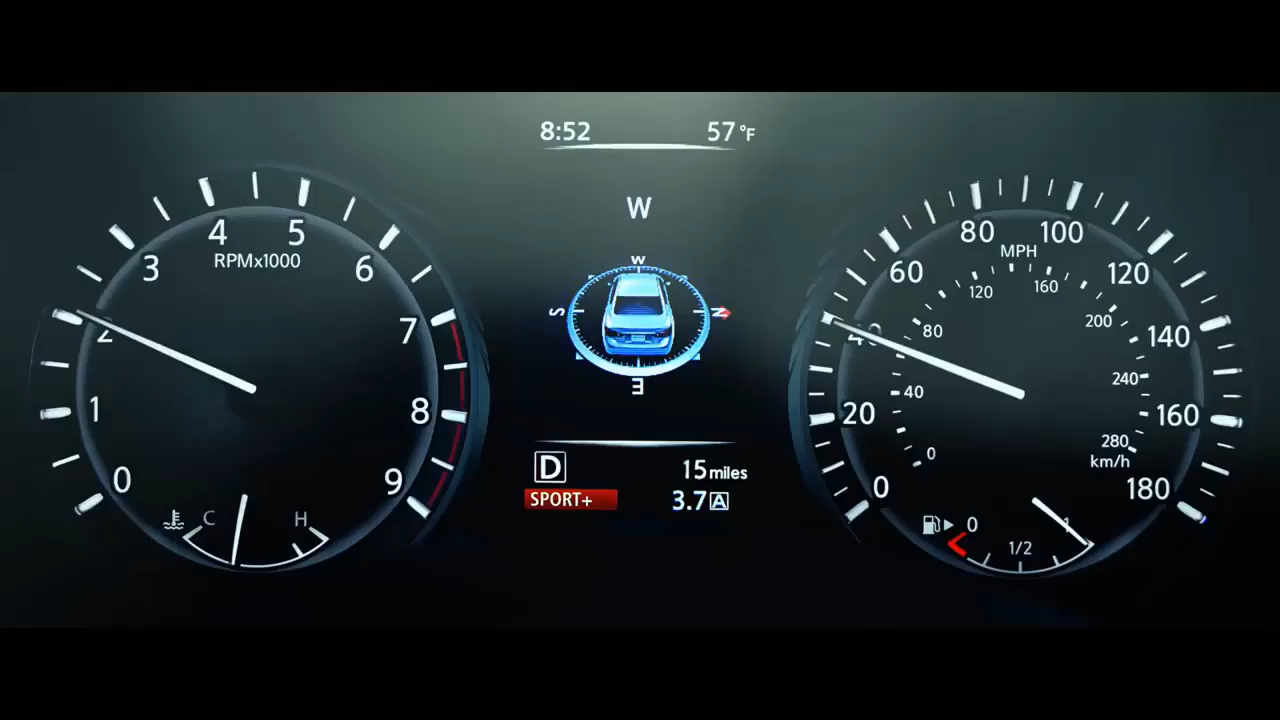 8:52 57°F
W
4 5
RPMx1000
3 6
2 7
1 8
0 9
C H
W
S N
E
D 15 miles
SPORT+ 3.7 A
80 100
MPH
60 120
40 140
20 160
0 180
120 160
80 200
40 240
0 280
km/h
0 1/2 1